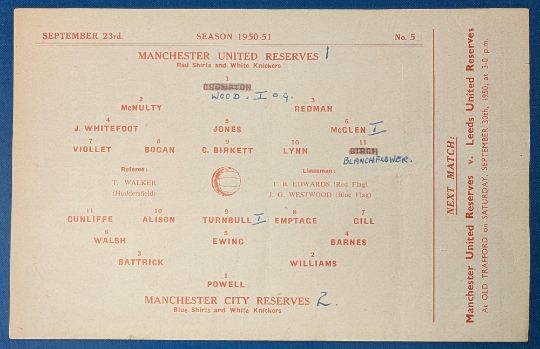 SEPTEMBER 23rd. SEASON 1950-51 No. 5
MANCHESTER UNITED RESERVES 1
Red Shirts and White Knickers
1
CROMPTON
WOOD. I O.G.
2 3
McNULTY REDMAN
4 5 6
J. WHITEFOOT JONES McGLEN I
7 8 9 10 11
VIOLLET BOGAN C. BIRKETT LYNN BIRCH
BLANCHFLOWER.
Referee: Linesmen:
T. WALKER F. B. EDWARDS (Red Flag)
(Huddersfield) J. G. WESTWOOD (Blue Flag)
11 10 9 8 7
CUNLIFFE ALISON TURNBULL I EMPTAGE GILL
6 5 4
WALSH EWING BARNES
3 2
BATTRICK WILLIAMS
1
POWELL
MANCHESTER CITY RESERVES 2.
Blue Shirts and White Knickers
NEXT MATCH:
Manchester United Reserves v. Leeds United Reserves
At OLD TRAFFORD on SATURDAY, SEPTEMBER 30th, 1950, at 3-0 p.m.